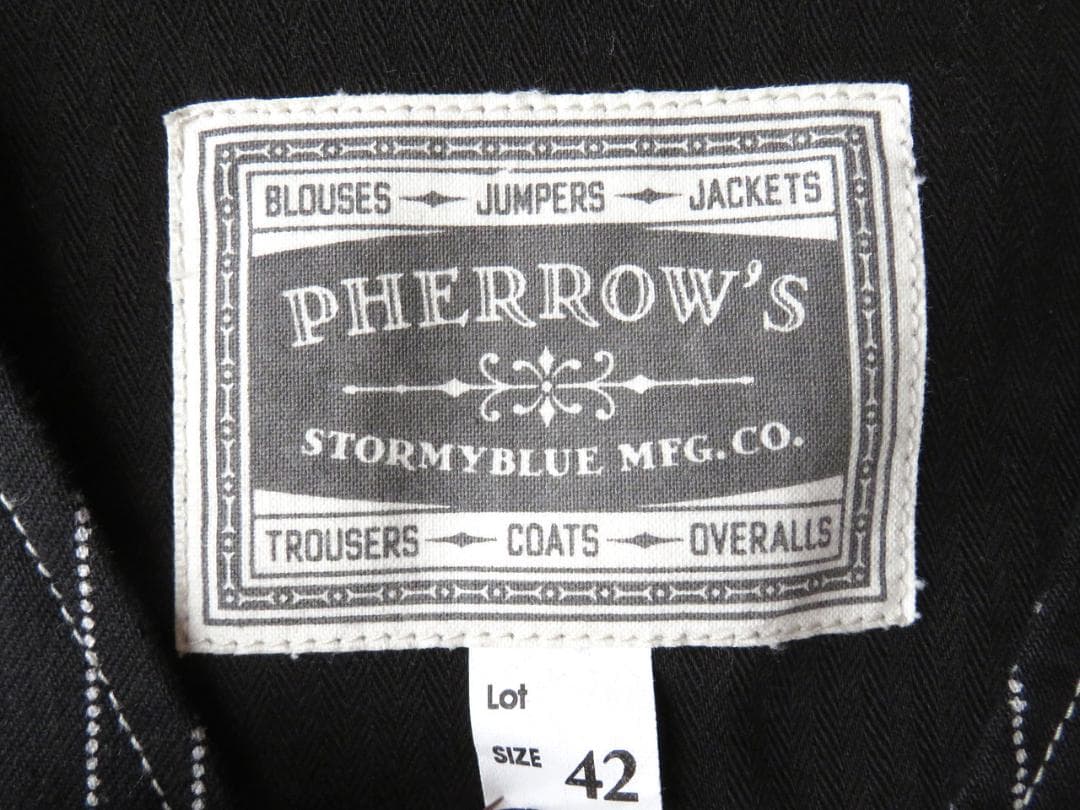 BLOUSES JUMPERS JACKETS
PHERROW'S
STORMYBLUE MFG. CO.
TROUSERS COATS OVERALLS
Lot
SIZE 42